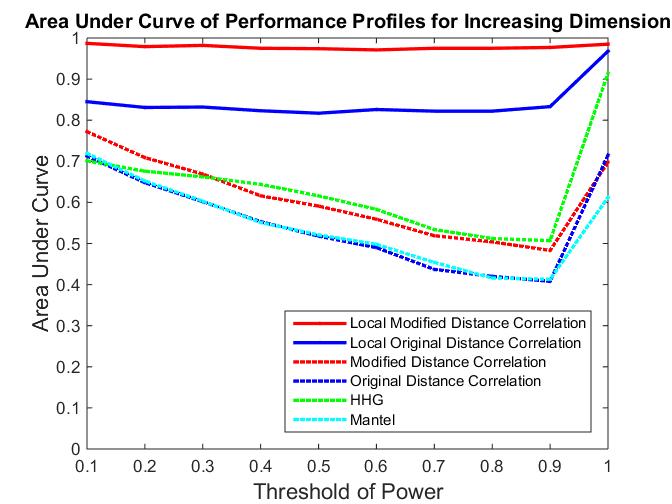 Area Under Curve of Performance Profiles for Increasing Dimension
Area Under Curve
1
0.9
0.8
0.7
0.6
0.5
0.4
0.3
0.2
0.1
0
Local Modified Distance Correlation
Local Original Distance Correlation
Modified Distance Correlation
Original Distance Correlation
HHG
Mantel
0.1 0.2 0.3 0.4 0.5 0.6 0.7 0.8 0.9 1
Threshold of Power